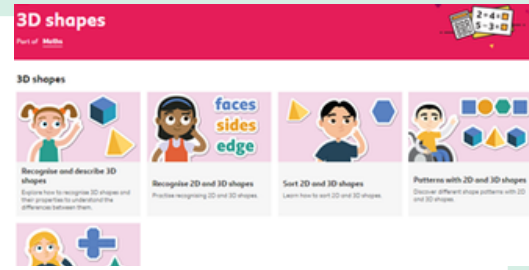 3D shapes
Part of Maths
2+4=
5-3=
3D shapes
faces
sides
edge
Recognise and describe 3D
shapes
Explore how to recognise 3D shapes and
their properties to understand the
differences between them.
Recognise 2D and 3D shapes
Practise recognising 2D and 3D shapes.
Sort 2D and 3D shapes
Learn how to sort 2D and 3D shapes.
Patterns with 2D and 3D shapes
Discover different shape patterns with 2D
and 3D shapes.